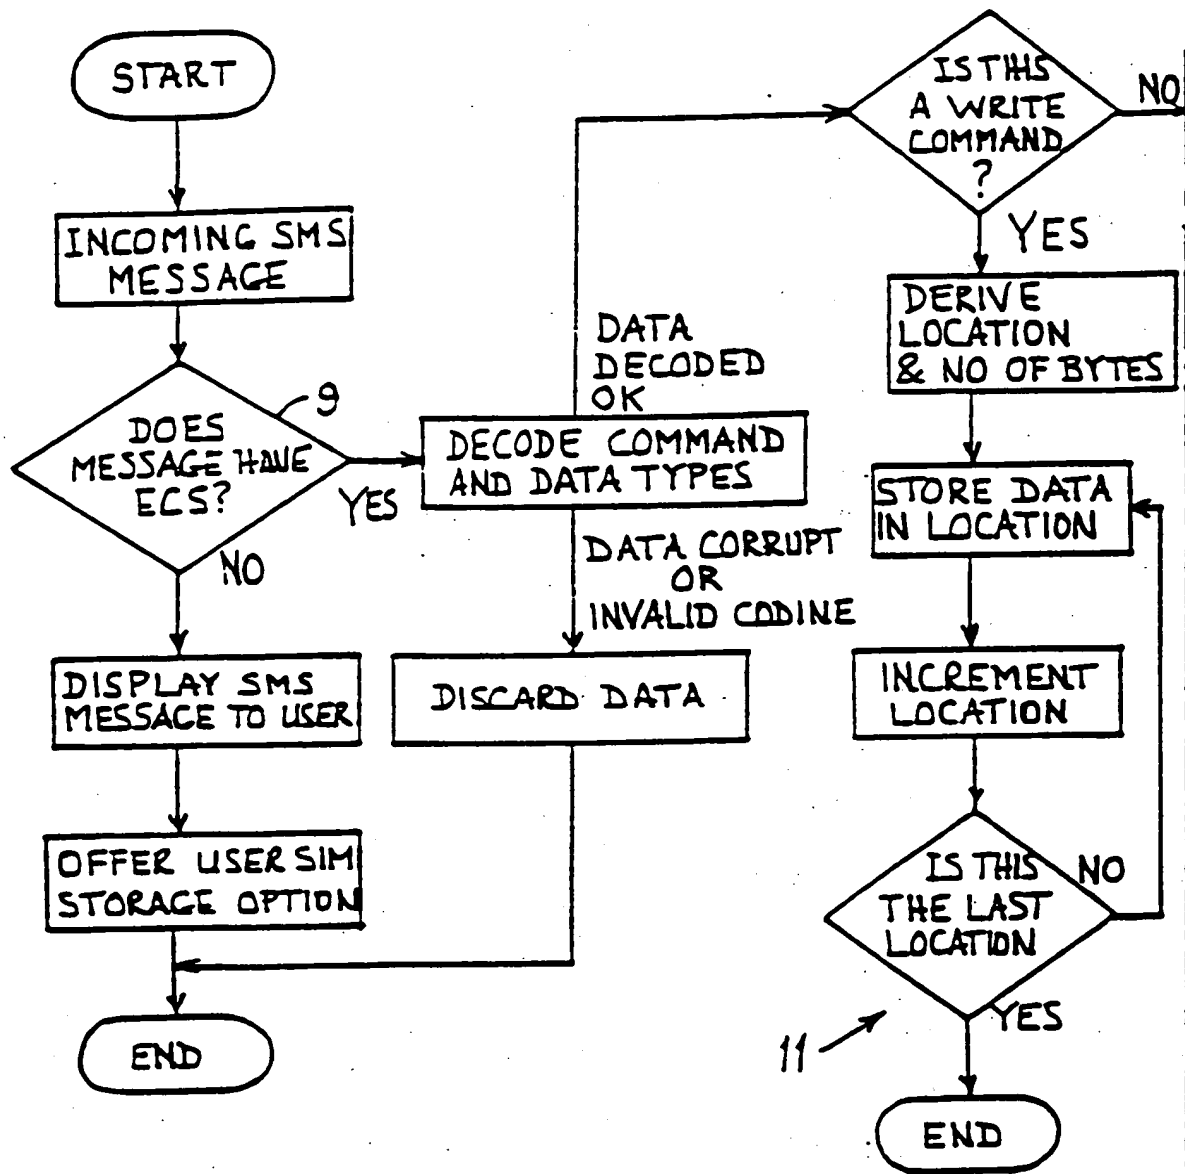 START
INCOMING SMS
MESSAGE
9
DOES
MESSAGE HAVE
ECS?
YES
NO
DISPLAY SMS
MESSAGE TO USER
OFFER USER SIM
STORAGE OPTION
END
DATA
DECODED
OK
DECODE COMMAND
AND DATA TYPES
DATA CORRUPT
OR
INVALID CODINE
DISCARD DATA
IS THIS
A WRITE
COMMAND
?
NO
YES
DERIVE
LOCATION
& NO OF BYTES
STORE DATA
IN LOCATION
INCREMENT
LOCATION
IS THIS
THE LAST
LOCATION
NO
YES
11
END